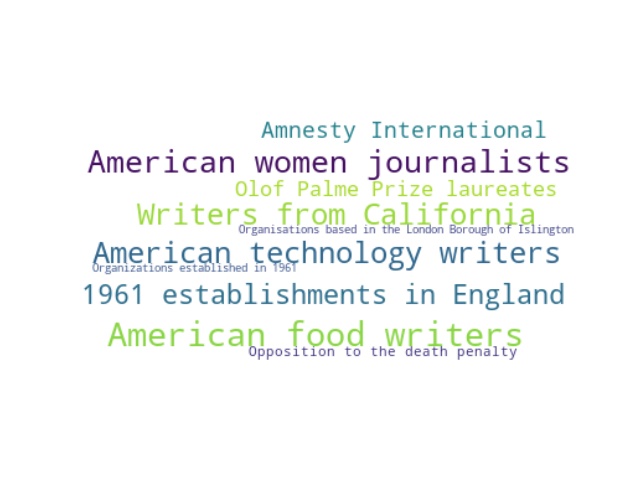 Amnesty International
American women journalists
Olof Palme Prize laureates
Writers from California
Organisations based in the London Borough of Islington
American technology writers
Organizations established in 1961
1961 establishments in England
American food writers
Opposition to the death penalty